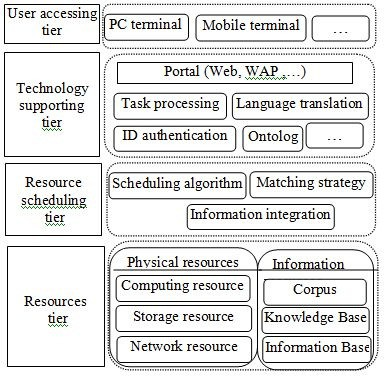 User accessing
tier
PC terminal
Mobile terminal
…
Technology
supporting
tier
Portal (Web, WAP ,…)
Task processing
Language translation
ID authentication
Ontolog
…
Resource
scheduling
tier
Scheduling algorithm
Matching strategy
Information integration
Resources
tier
Physical resources
Information
Computing resource
Corpus
Storage resource
Knowledge Base
Network resource
Information Base